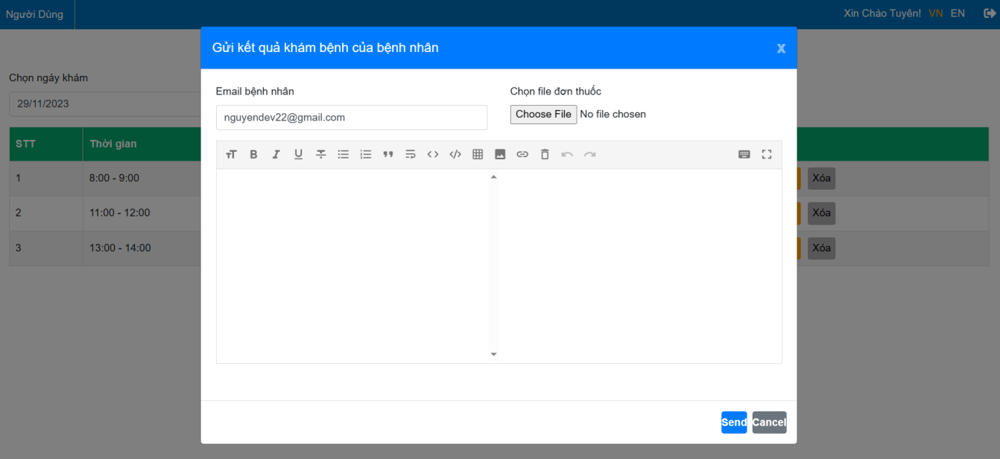 Người Dùng
Xin Chào Tuyên! VN EN
Gửi kết quả khám bệnh của bệnh nhân
x
Chọn ngày khám
29/11/2023
Email bệnh nhân
nguyendev22@gmail.com
Chọn file đơn thuốc
Choose File No file chosen
STT Thời gian
1 8:00 - 9:00 Xóa
2 11:00 - 12:00 Xóa
3 13:00 - 14:00 Xóa
Send Cancel